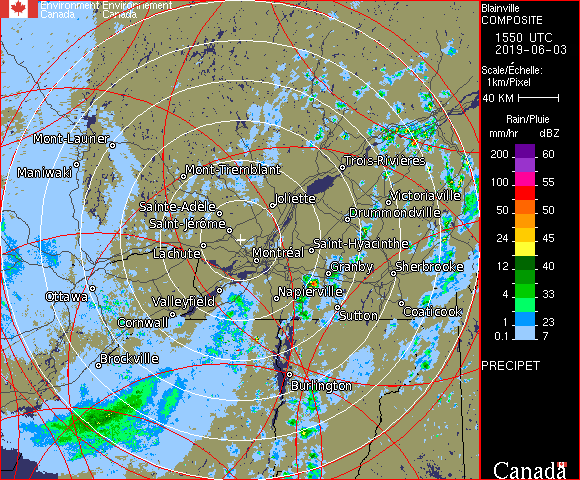 Environment Environnement
Canada Canada
Blainville
COMPOSITE
1550 UTC
2019-06-03
Scale/Échelle:
1km/Pixel
40 KM
Rain/Pluie
mm/hr dBZ
200 60
100 55
50 50
24 45
12 40
4 33
1 23
0.1 7
PRECIPET
Canada
Mont-Laurier
Maniwaki
Mont-Tremblant
Trois-Rivières
Sainte-Adele
Joliette
Victoriaville
Saint-Jérome
Drummondville
Lachute
Montréal
Saint-Hyacinthe
Granby
Sherbrooke
Ottawa
Valleyfield
Napierville
Cornwall
Sutton
Coaticook
Brockville
Burlington